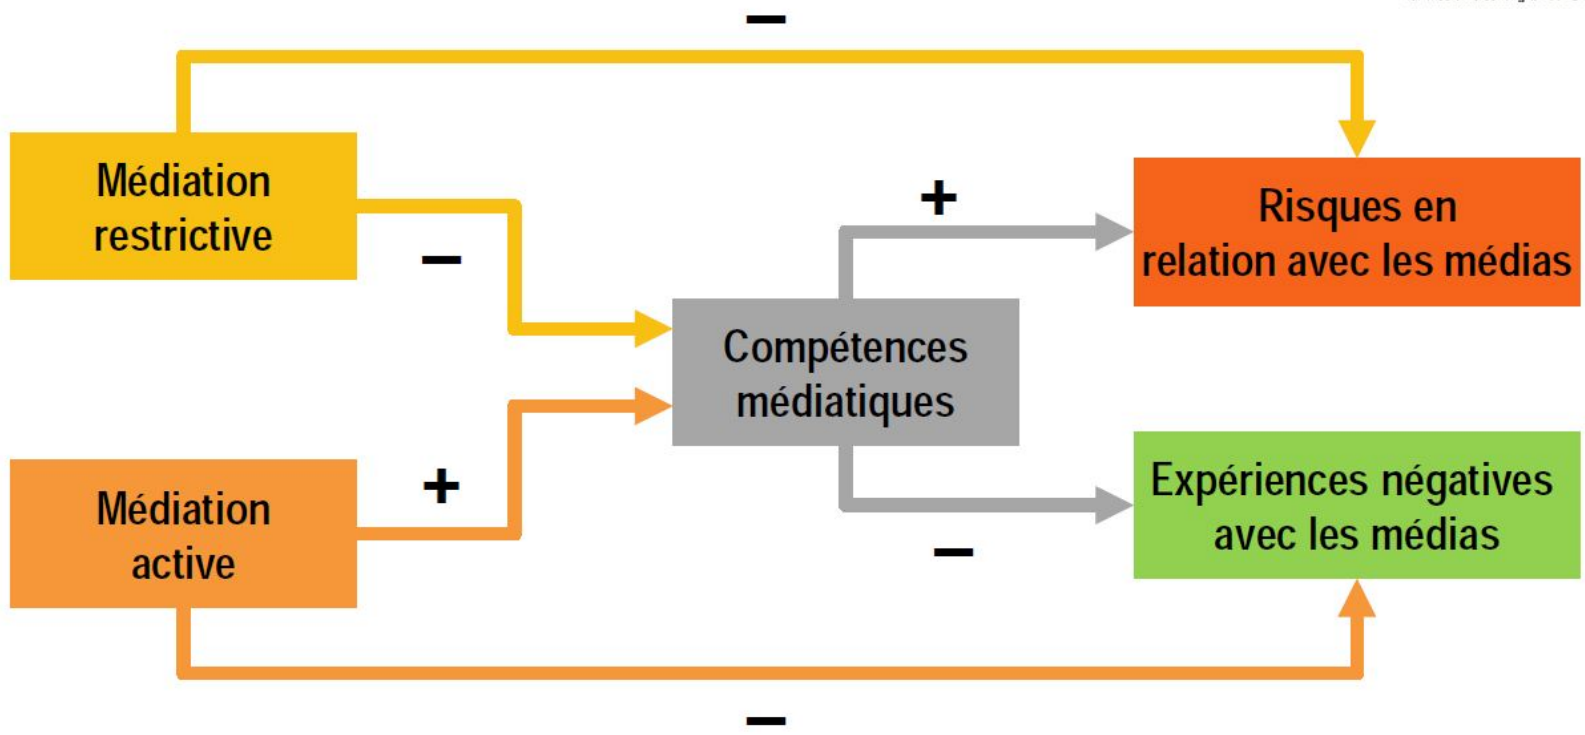 –
Médiation
restrictive
–
+
Risques en
relation avec les médias
Compétences
médiatiques
Médiation
active
+
–
Expériences négatives
avec les médias
–